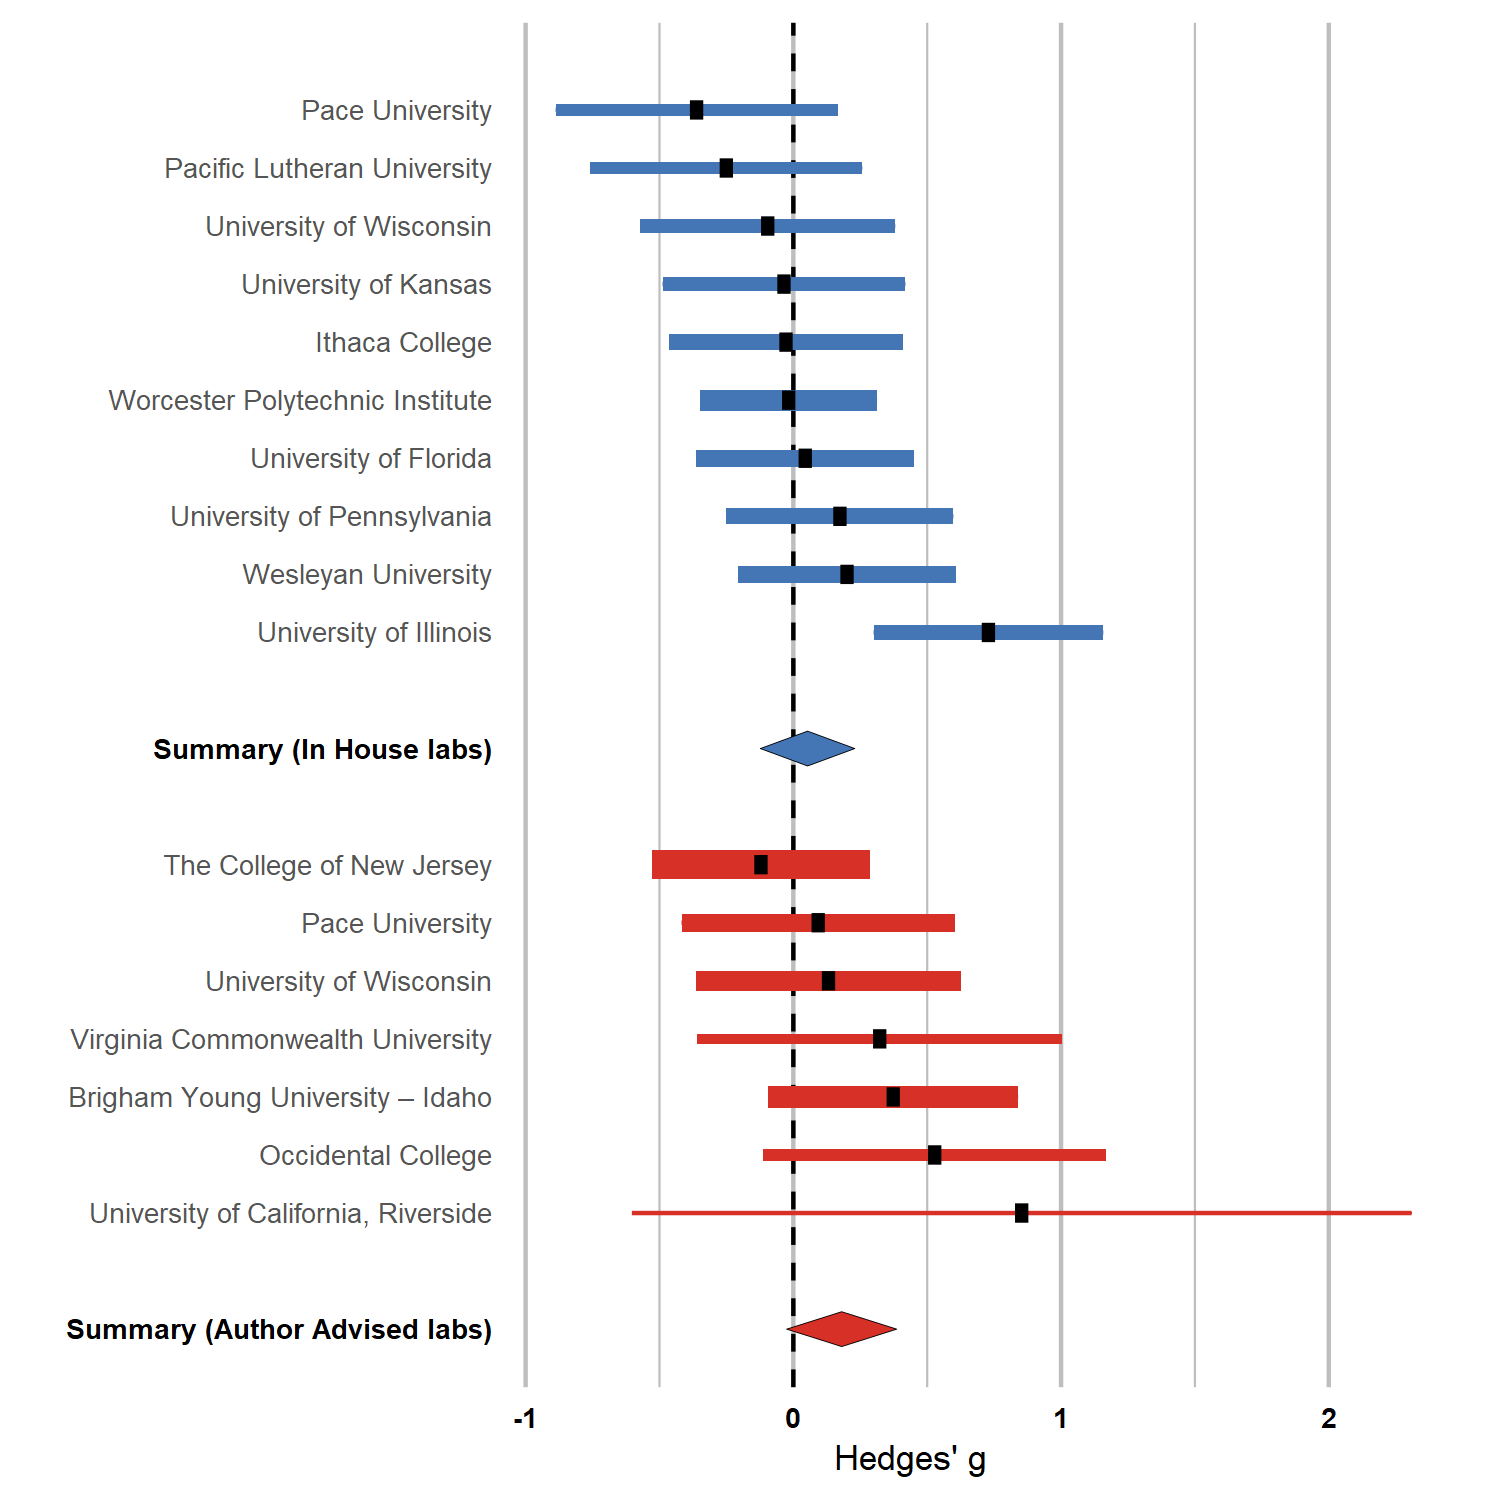 Pace University
Pacific Lutheran University
University of Wisconsin
University of Kansas
Ithaca College
Worcester Polytechnic Institute
University of Florida
University of Pennsylvania
Wesleyan University
University of Illinois
Summary (In House labs)
The College of New Jersey
Pace University
University of Wisconsin
Virginia Commonwealth University
Brigham Young University – Idaho
Occidental College
University of California, Riverside
Summary (Author Advised labs)
-1 0 1 2
Hedges' g